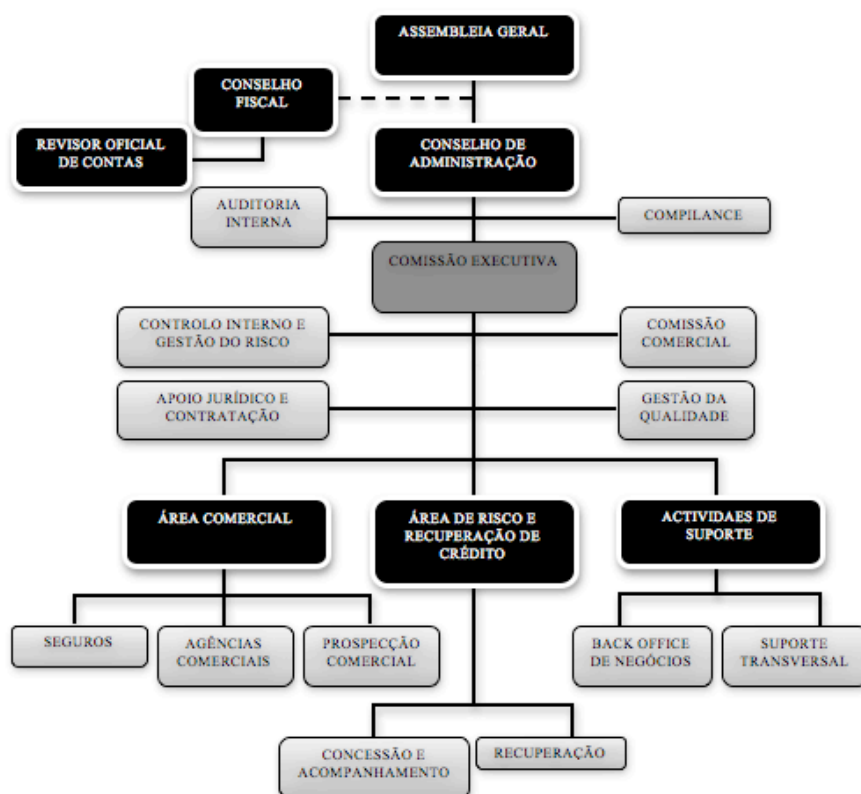 ASSEMBLEIA GERAL
CONSELHO
FISCAL
REVISOR OFICIAL
DE CONTAS
CONSELHO DE
ADMINISTRAÇÃO
AUDITORIA
INTERNA
COMPILANCE
COMISSÃO EXECUTIVA
CONTROLO INTERNO E
GESTÃO DO RISCO
COMISSÃO
COMERCIAL
APOIO JURÍDICO E
CONTRATAÇÃO
GESTÃO DA
QUALIDADE
ÁREA COMERCIAL
ÁREA DE RISCO E
RECUPERAÇÃO DE
CRÉDITO
ACTIVIDAES DE
SUPORTE
SEGUROS
AGÊNCIAS
COMERCIAIS
PROSPECÇÃO
COMERCIAL
BACK OFFICE
DE NEGÓCIOS
SUPORTE
TRANSVERSAL
CONCESSÃO E
ACOMPANHAMENTO
RECUPERAÇÃO